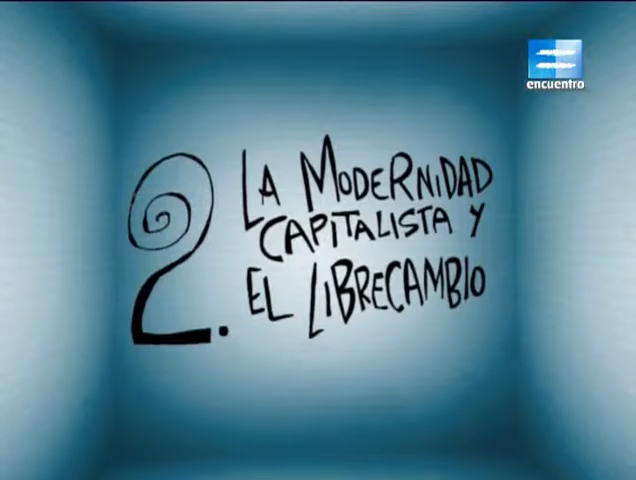 encuentro
2. LA MODERNIDAD
CAPITALISTA Y
EL LIBRECAMBIO